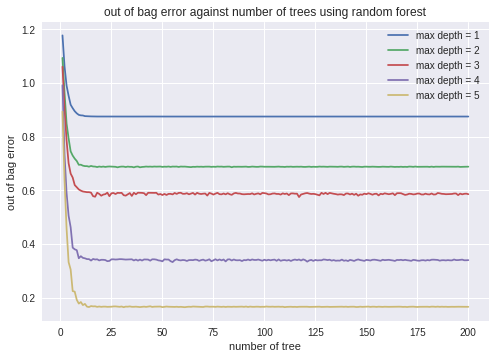 out of bag error against number of trees using random forest
1.2
1.0
0.8
0.6
0.4
0.2
out of bag error
max depth = 1
max depth = 2
max depth = 3
max depth = 4
max depth = 5
0 25 50 75 100 125 150 175 200
number of tree